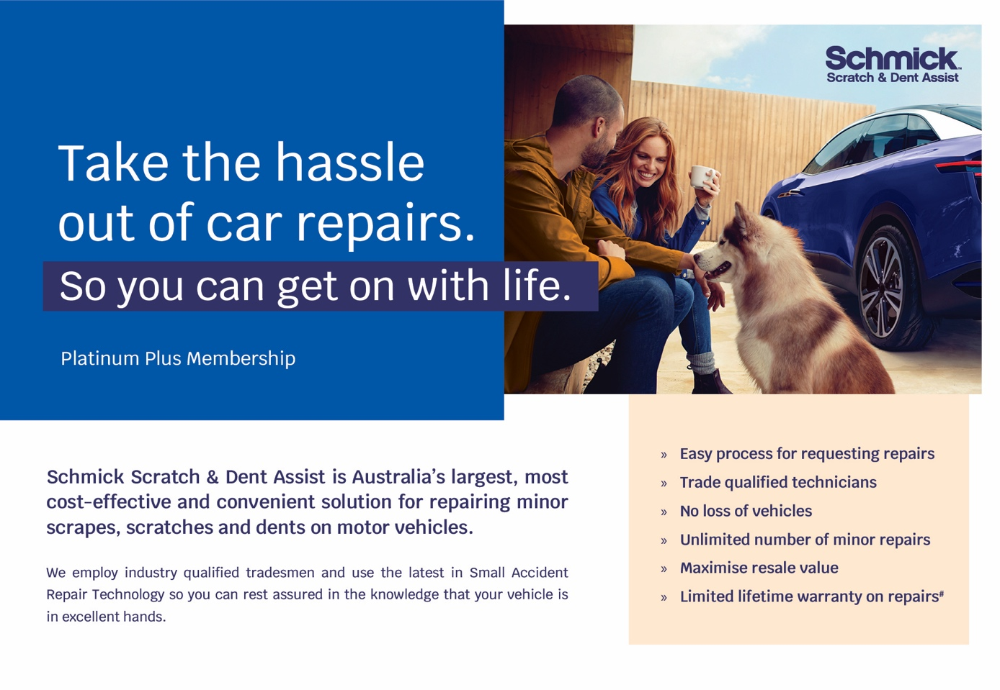 Schmick™
Scratch & Dent Assist
Take the hassle
out of car repairs.
So you can get on with life.
Platinum Plus Membership
Schmick Scratch & Dent Assist is Australia’s largest, most
cost-effective and convenient solution for repairing minor
scrapes, scratches and dents on motor vehicles.
We employ industry qualified tradesmen and use the latest in Small Accident
Repair Technology so you can rest assured in the knowledge that your vehicle is
in excellent hands.
» Easy process for requesting repairs
» Trade qualified technicians
» No loss of vehicles
» Unlimited number of minor repairs
» Maximise resale value
» Limited lifetime warranty on repairs#